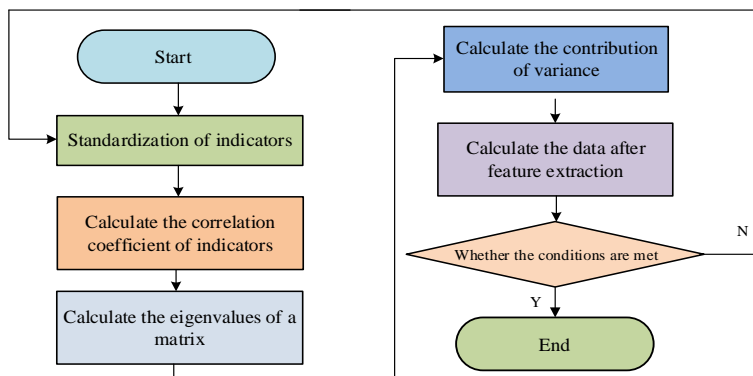 Start
Standardization of indicators
Calculate the correlation
coefficient of indicators
Calculate the eigenvalues of a
matrix
Calculate the contribution
of variance
Calculate the data after
feature extraction
Whether the conditions are met
N
Y
End